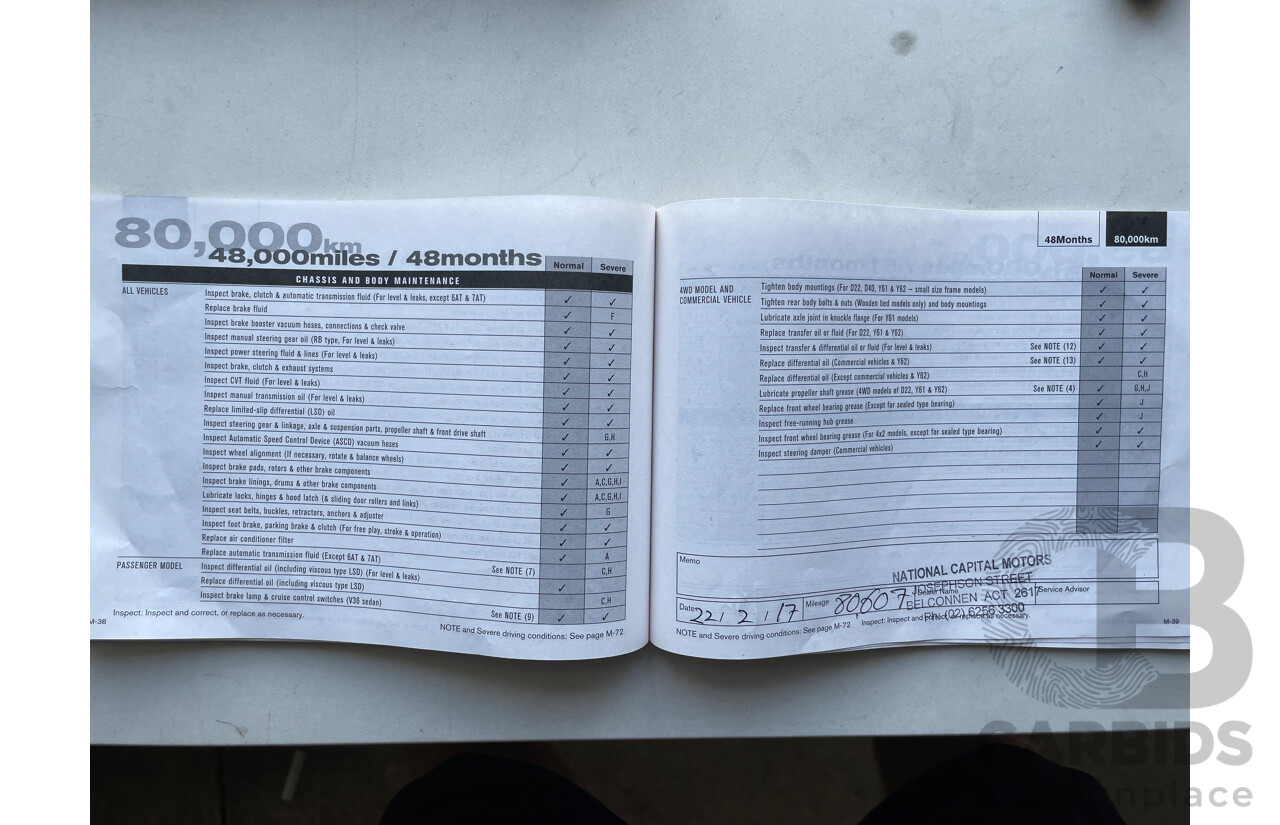 80,000km
48,000miles / 48months
Normal Severe
CHASSIS AND BODY MAINTENANCE
ALL VEHICLES
Inspect brake, clutch & automatic transmission fluid (For level & leaks, except 6AT & 7AT) ✓ ✓
Replace brake fluid ✓ F
Inspect brake booster vacuum hoses, connections & check valve ✓ ✓
Inspect manual steering gear oil (RB type, For level & leaks) ✓ ✓
Inspect power steering fluid & lines (For level & leaks) ✓ ✓
Inspect brake, clutch & exhaust systems ✓ ✓
Inspect CVT fluid (For level & leaks) ✓ ✓
Inspect manual transmission oil (For level & leaks) ✓ ✓
Replace limited-slip differential (LSD) oil ✓ ✓
Inspect steering gear & linkage, axle & suspension parts, propeller shaft & front drive shaft ✓ G,H
Inspect Automatic Speed Control Device (ASCD) vacuum hoses ✓ ✓
Inspect wheel alignment (If necessary, rotate & balance wheels) ✓ ✓
Inspect brake pads, rotors & other brake components ✓ A,C,G,H,I
Inspect brake linings, drums & other brake components ✓ A,C,G,H,I
Lubricate locks, hinges & hood latch (& sliding door rollers and links) ✓ G
Inspect seat belts, buckles, retractors, anchors & adjuster ✓ ✓
Inspect foot brake, parking brake & clutch (For free play, stroke & operation) ✓ ✓
Replace air conditioner filter ✓ A
Replace automatic transmission fluid (Except 6AT & 7AT) See NOTE (7) C,H
PASSENGER MODEL
Inspect differential oil (including viscous type LSD) (For level & leaks) ✓
Replace differential oil (including viscous type LSD) C,H
Inspect brake lamp & cruise control switches (V36 sedan) See NOTE (9) ✓ ✓
Inspect: Inspect and correct, or replace as necessary.
M-38
NOTE and Severe driving conditions: See page M-72
48Months 80,000km
Normal Severe
4WD MODEL AND
COMMERCIAL VEHICLE
Tighten body mountings (For D22, D40, Y61 & Y62 – small size frame models) ✓ ✓
Tighten rear body bolts & nuts (Wooden bed models only) and body mountings ✓ ✓
Lubricate axle joint in knuckle flange (For Y61 models) ✓ ✓
Replace transfer oil or fluid (For D22, Y61 & Y62) ✓ ✓
Inspect transfer & differential oil or fluid (For level & leaks) See NOTE (12) ✓ ✓
Replace differential oil (Commercial vehicles & Y62) See NOTE (13) ✓ ✓
Replace differential oil (Except commercial vehicles & Y62) C,H
Lubricate propeller shaft grease (4WD models of D22, Y61 & Y62) See NOTE (4) ✓ G,H,J
Replace front wheel bearing grease (Except for sealed type bearing) ✓ J
Inspect free-running hub grease ✓ J
Inspect front wheel bearing grease (For 4x2 models, except for sealed type bearing) ✓ ✓
Inspect steering damper (Commercial vehicles) ✓ ✓
Memo
NATIONAL CAPITAL MOTORS
JOSEPHSON STREET
BELCONNEN ACT 2617
Ph: (02) 6256 3300
Date 22/2/17 Mileage 80607 Dealer Name Service Advisor
NOTE and Severe driving conditions: See page M-72 Inspect: Inspect and correct, or replace as necessary.
M-39
CARBIDS